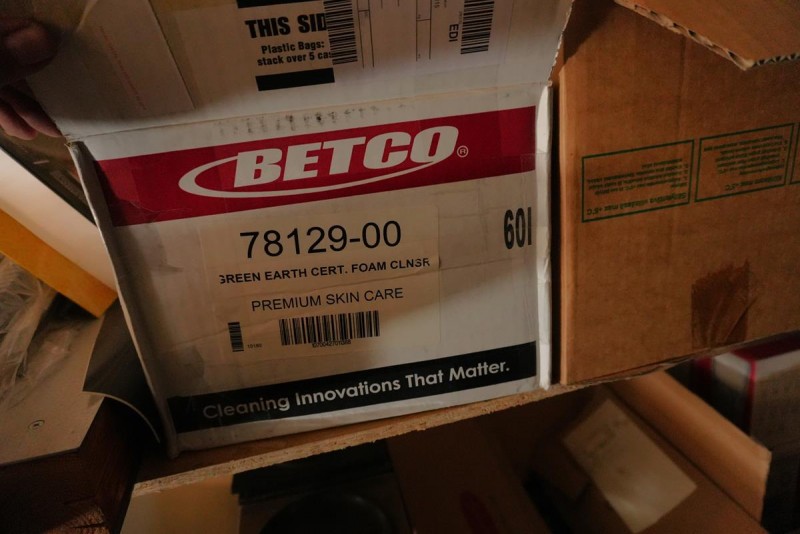 THIS SID
Plastic Bags:
stack over 5 ca
EDI
BETCO®
78129-00
GREEN EARTH CERT. FOAM CLNSR
PREMIUM SKIN CARE
60I
Cleaning Innovations That Matter.